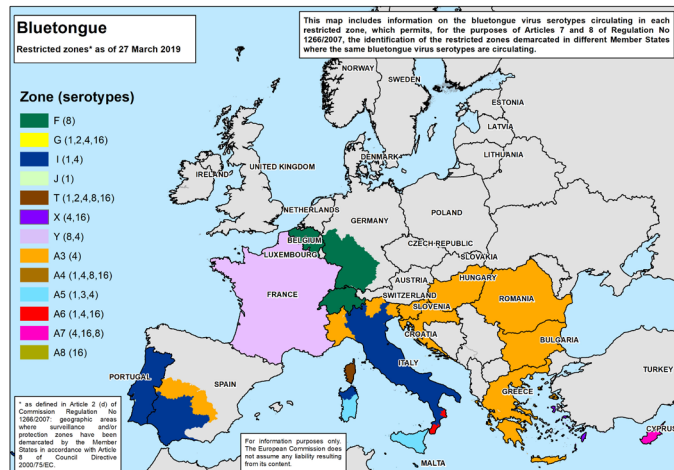 Bluetongue
Restricted zones* as of 27 March 2019
This map includes information on the bluetongue virus serotypes circulating in each
restricted zone, which permits, for the purposes of Articles 7 and 8 of Regulation No
1266/2007, the identification of the restricted zones demarcated in different Member States
where the same bluetongue virus serotypes are circulating.
Zone (serotypes)
F (8)
G (1,2,4,16)
I (1,4)
J (1)
T (1,2,4,8,16)
X (4,16)
Y (8,4)
A3 (4)
A4 (1,4,8,16)
A5 (1,3,4)
A6 (1,4,16)
A7 (4,16,8)
A8 (16)
NORWAY
SWEDEN
ESTONIA
LATVIA
LITHUANIA
DENMARK
UNITED KINGDOM
IRELAND
NETHERLANDS
GERMANY
POLAND
BELGIUM
LUXEMBOURG
CZECH REPUBLIC
SLOVAKIA
AUSTRIA
HUNGARY
FRANCE
SWITZERLAND
SLOVENIA
ROMANIA
CROATIA
BULGARIA
ITALY
PORTUGAL
SPAIN
TURKEY
GREECE
CYPRUS
MALTA
* as defined in Article 2 (d) of
Commission Regulation No
1266/2007: geographic areas
where surveillance and/or
protection zones have been
demarcated by the Member
States in accordance with Article
8 of Council Directive
2000/75/EC.
For information purposes only.
The European Commission does
not assume any liability resulting
from its content.